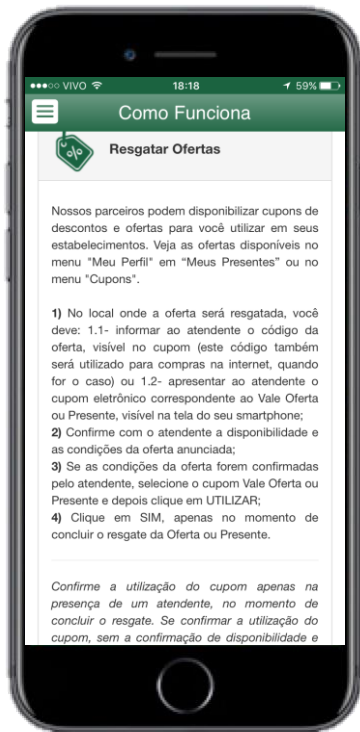 VIVO 18:18 59%
Como Funciona
%
Resgatar Ofertas
Nossos parceiros podem disponibilizar cupons de
descontos e ofertas para você utilizar em seus
estabelecimentos. Veja as ofertas disponíveis no
menu "Meu Perfil" em “Meus Presentes” ou no
menu "Cupons".
1) No local onde a oferta será resgatada, você
deve: 1.1- informar ao atendente o código da
oferta, visível no cupom (este código também
será utilizado para compras na internet, quando
for o caso) ou 1.2- apresentar ao atendente o
cupom eletrônico correspondente ao Vale Oferta
ou Presente, visível na tela do seu smartphone;
2) Confirme com o atendente a disponibilidade e
as condições da oferta anunciada;
3) Se as condições da oferta forem confirmadas
pelo atendente, selecione o cupom Vale Oferta ou
Presente e depois clique em UTILIZAR;
4) Clique em SIM, apenas no momento de
concluir o resgate da Oferta ou Presente.
Confirme a utilização do cupom apenas na
presença de um atendente, no momento de
concluir o resgate. Se confirmar a utilização do
cupom, sem a confirmação de disponibilidade e